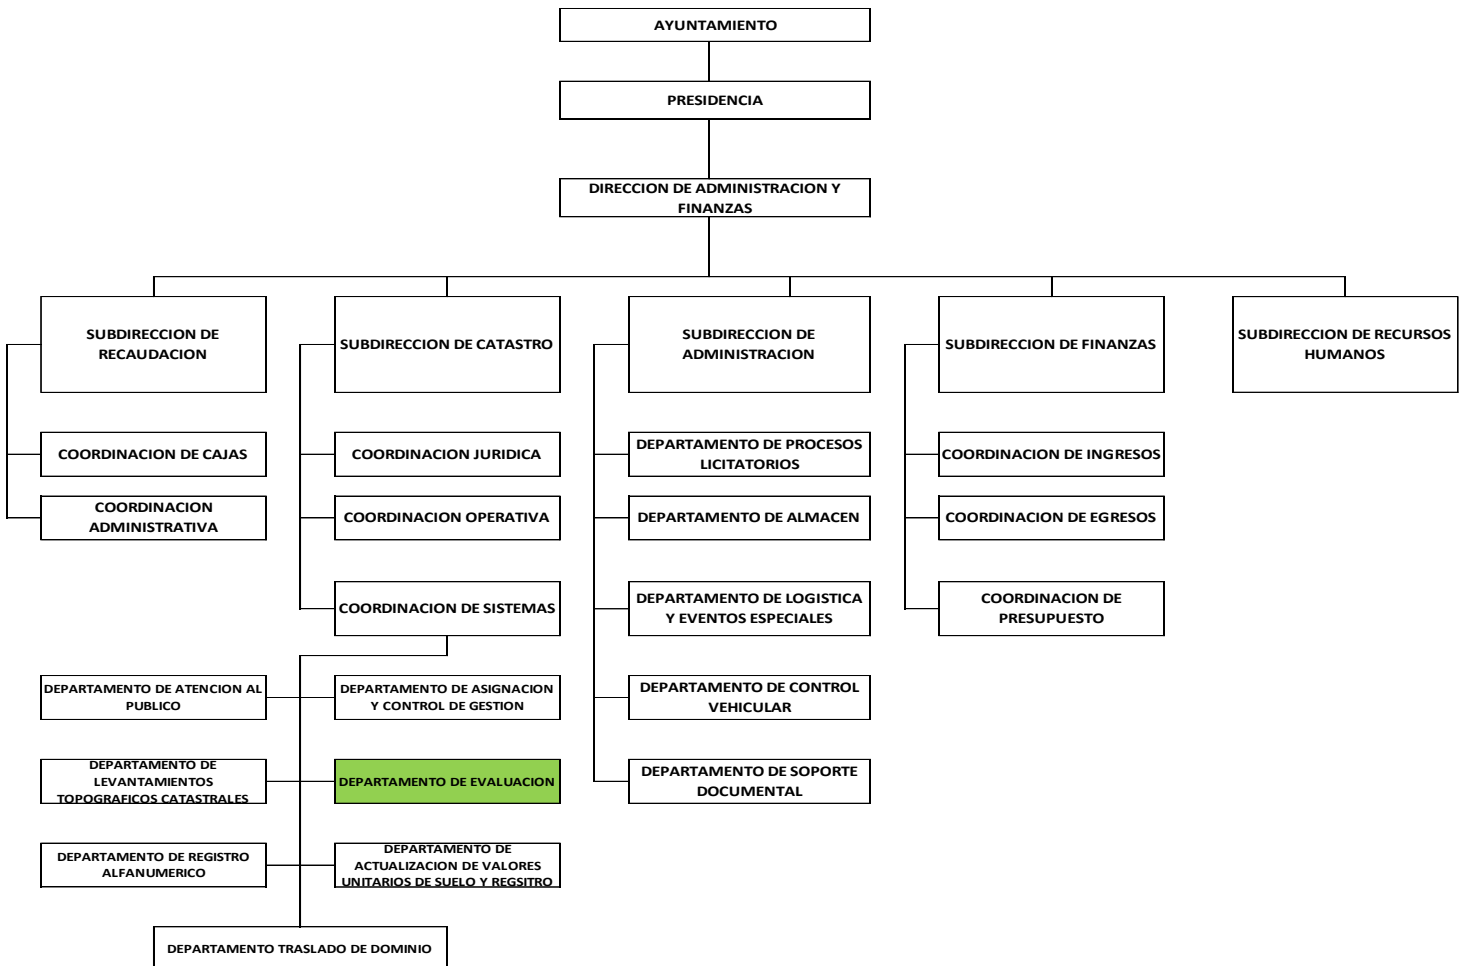 AYUNTAMIENTO
PRESIDENCIA
DIRECCION DE ADMINISTRACION Y
FINANZAS
SUBDIRECCION DE
RECAUDACION
SUBDIRECCION DE CATASTRO
SUBDIRECCION DE
ADMINISTRACION
SUBDIRECCION DE FINANZAS
SUBDIRECCION DE RECURSOS
HUMANOS
COORDINACION DE CAJAS
COORDINACION JURIDICA
DEPARTAMENTO DE PROCESOS
LICITATORIOS
COORDINACION DE INGRESOS
COORDINACION
ADMINISTRATIVA
COORDINACION OPERATIVA
DEPARTAMENTO DE ALMACEN
COORDINACION DE EGRESOS
COORDINACION DE SISTEMAS
DEPARTAMENTO DE LOGISTICA
Y EVENTOS ESPECIALES
COORDINACION DE
PRESUPUESTO
DEPARTAMENTO DE ATENCION AL
PUBLICO
DEPARTAMENTO DE ASIGNACION
Y CONTROL DE GESTION
DEPARTAMENTO DE CONTROL
VEHICULAR
DEPARTAMENTO DE
LEVANTAMIENTOS
TOPOGRAFICOS CATASTRALES
DEPARTAMENTO DE EVALUACION
DEPARTAMENTO DE SOPORTE
DOCUMENTAL
DEPARTAMENTO DE REGISTRO
ALFANUMERICO
DEPARTAMENTO DE
ACTUALIZACION DE VALORES
UNITARIOS DE SUELO Y REGSITRO
DEPARTAMENTO TRASLADO DE DOMINIO